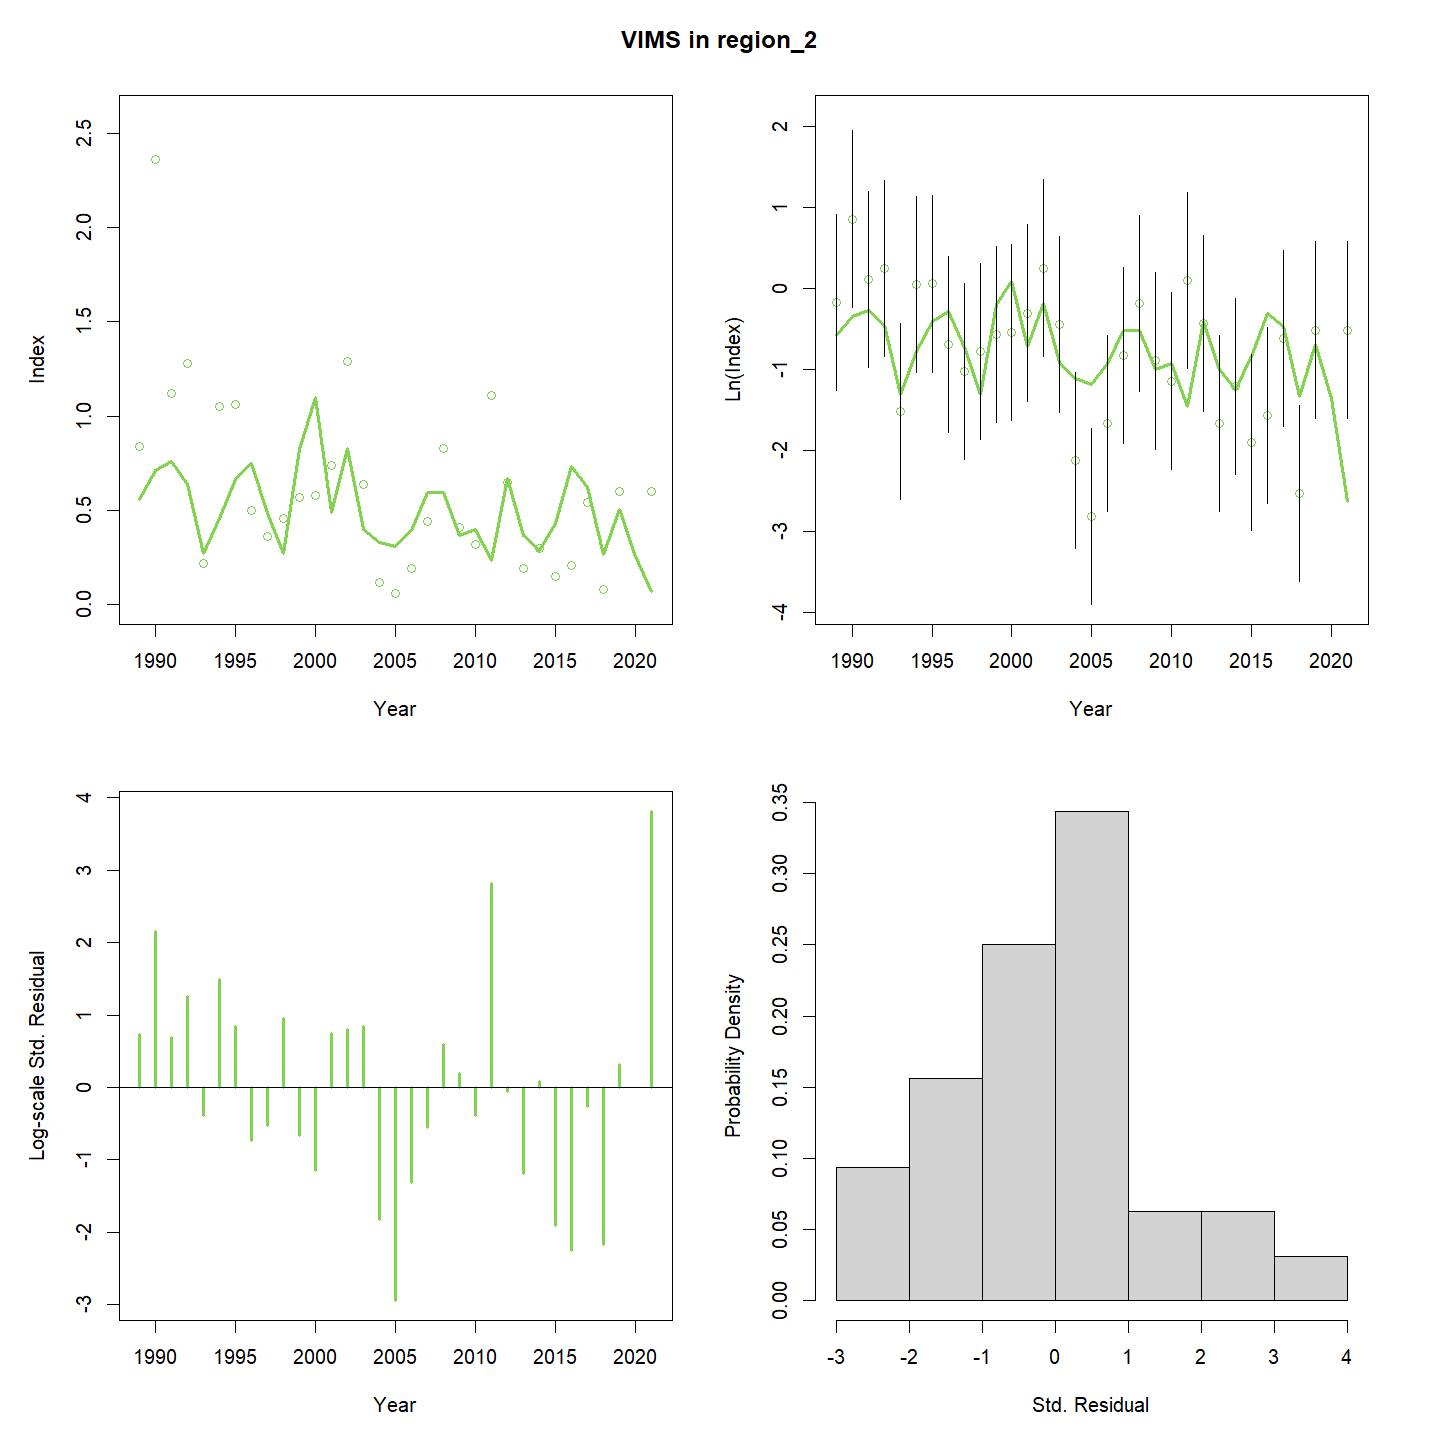 VIMS in region_2
Index
2.5
2.0
1.5
1.0
0.5
0.0
1990 1995 2000 2005 2010 2015 2020
Year
Ln(Index)
2
1
0
-1
-2
-3
-4
1990 1995 2000 2005 2010 2015 2020
Year
Log-scale Std. Residual
4
3
2
1
0
-1
-2
-3
1990 1995 2000 2005 2010 2015 2020
Year
Probability Density
0.35
0.30
0.25
0.20
0.15
0.10
0.05
0.00
-3 -2 -1 0 1 2 3 4
Std. Residual